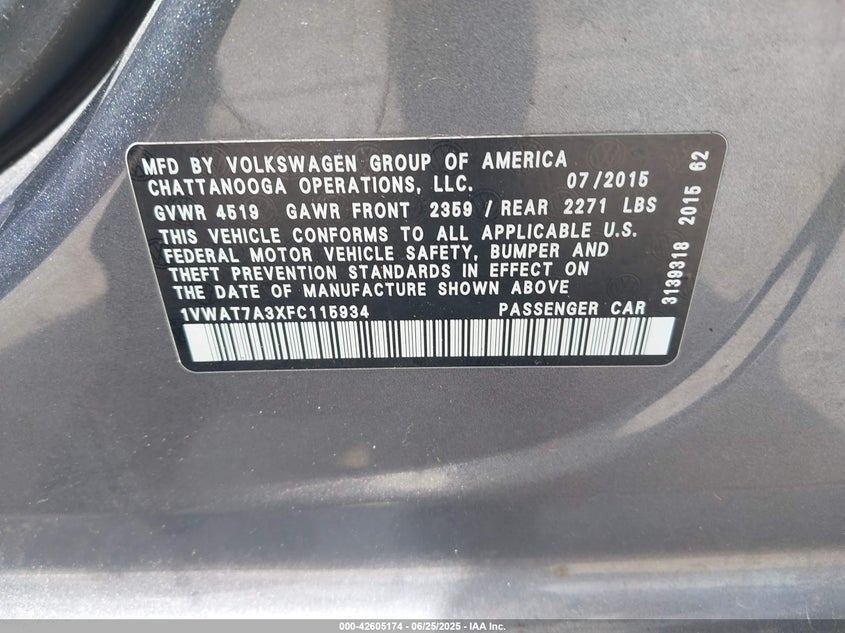 MFD BY VOLKSWAGEN GROUP OF AMERICA
CHATTANOOGA OPERATIONS, LLC. 07/2015
GVWR 4519 GAWR FRONT 2359 / REAR 2271 LBS
THIS VEHICLE CONFORMS TO ALL APPLICABLE U.S.
FEDERAL MOTOR VEHICLE SAFETY, BUMPER AND
THEFT PREVENTION STANDARDS IN EFFECT ON
THE DATE OF MANUFACTURE SHOWN ABOVE
1VWAT7A3XFC115934 PASSENGER CAR
3139318 2015 62
000-42605174 - 06/25/2025 - IAA Inc.